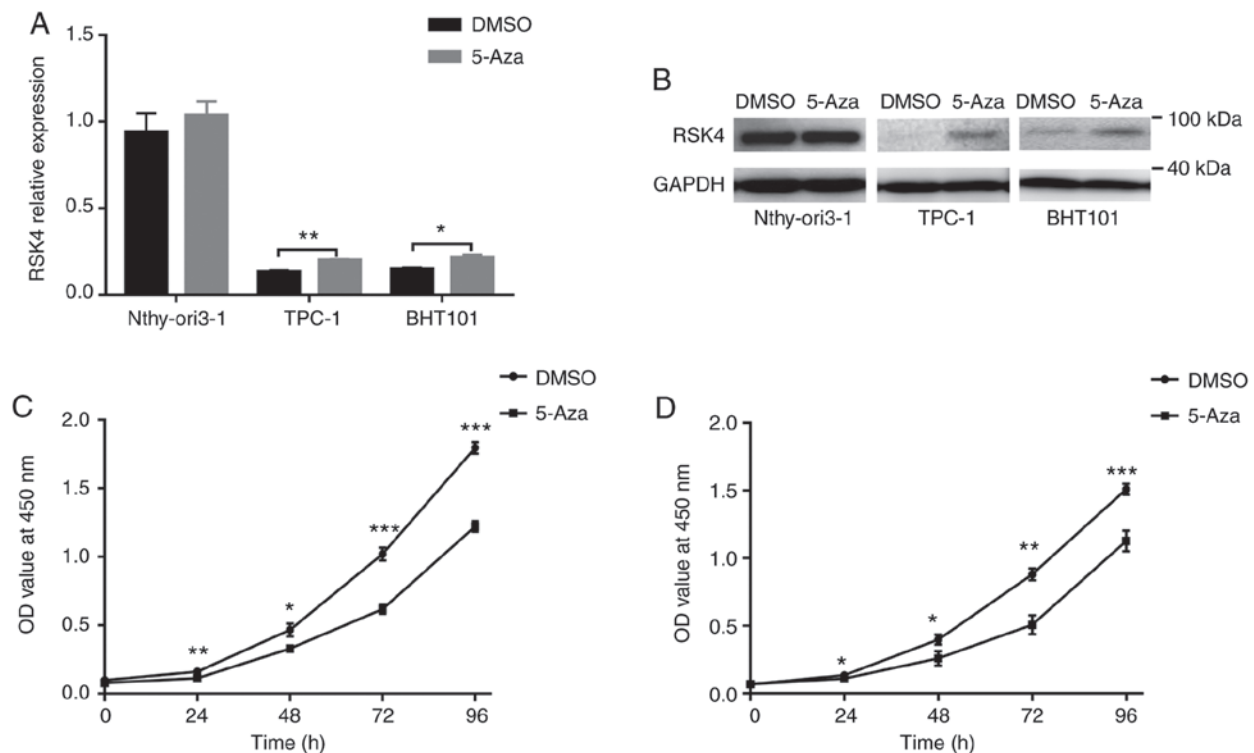 A
DMSO
5-Aza
RSK4 relative expression
1.5
1.0
0.5
0.0
** *
Nthy-ori3-1 TPC-1 BHT101
B
DMSO 5-Aza DMSO 5-Aza DMSO 5-Aza
100 kDa
RSK4
40 kDa
GAPDH
Nthy-ori3-1 TPC-1 BHT101
C
DMSO
5-Aza
OD value at 450 nm
2.0
1.5
1.0
0.5
0.0
** * *** ***
0 24 48 72 96
Time (h)
D
DMSO
5-Aza
OD value at 450 nm
2.0
1.5
1.0
0.5
0.0
* * ** ***
0 24 48 72 96
Time (h)